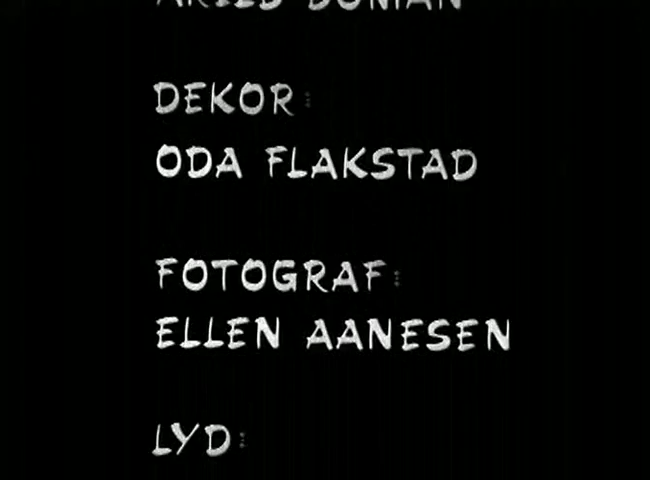 DEKOR:
ODA FLAKSTAD
FOTOGRAF:
ELLEN AANESEN
LYD: